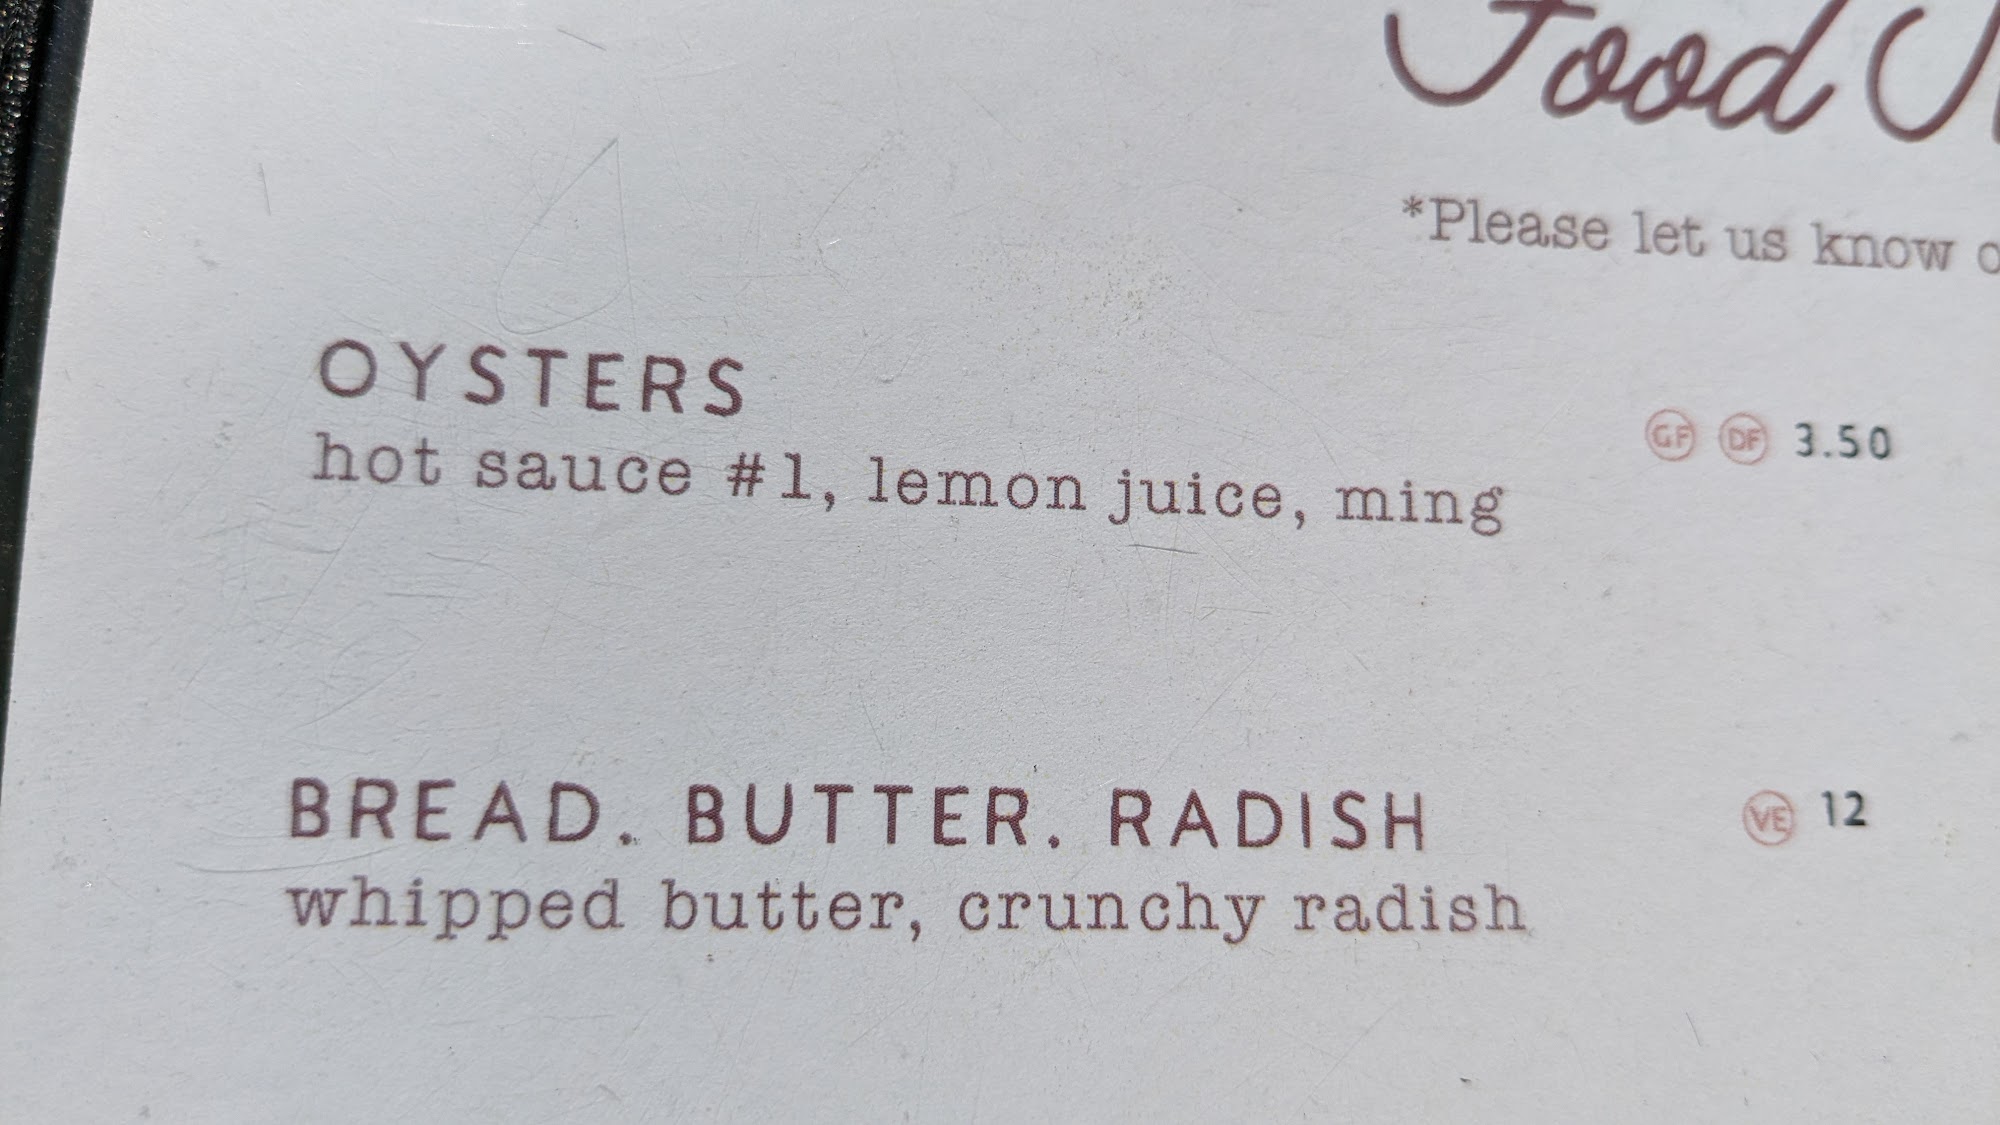 Food
*Please let us know
OYSTERS
GF DF 3.50
hot sauce #1, lemon juice, ming
BREAD. BUTTER. RADISH
VE 12
whipped butter, crunchy radish